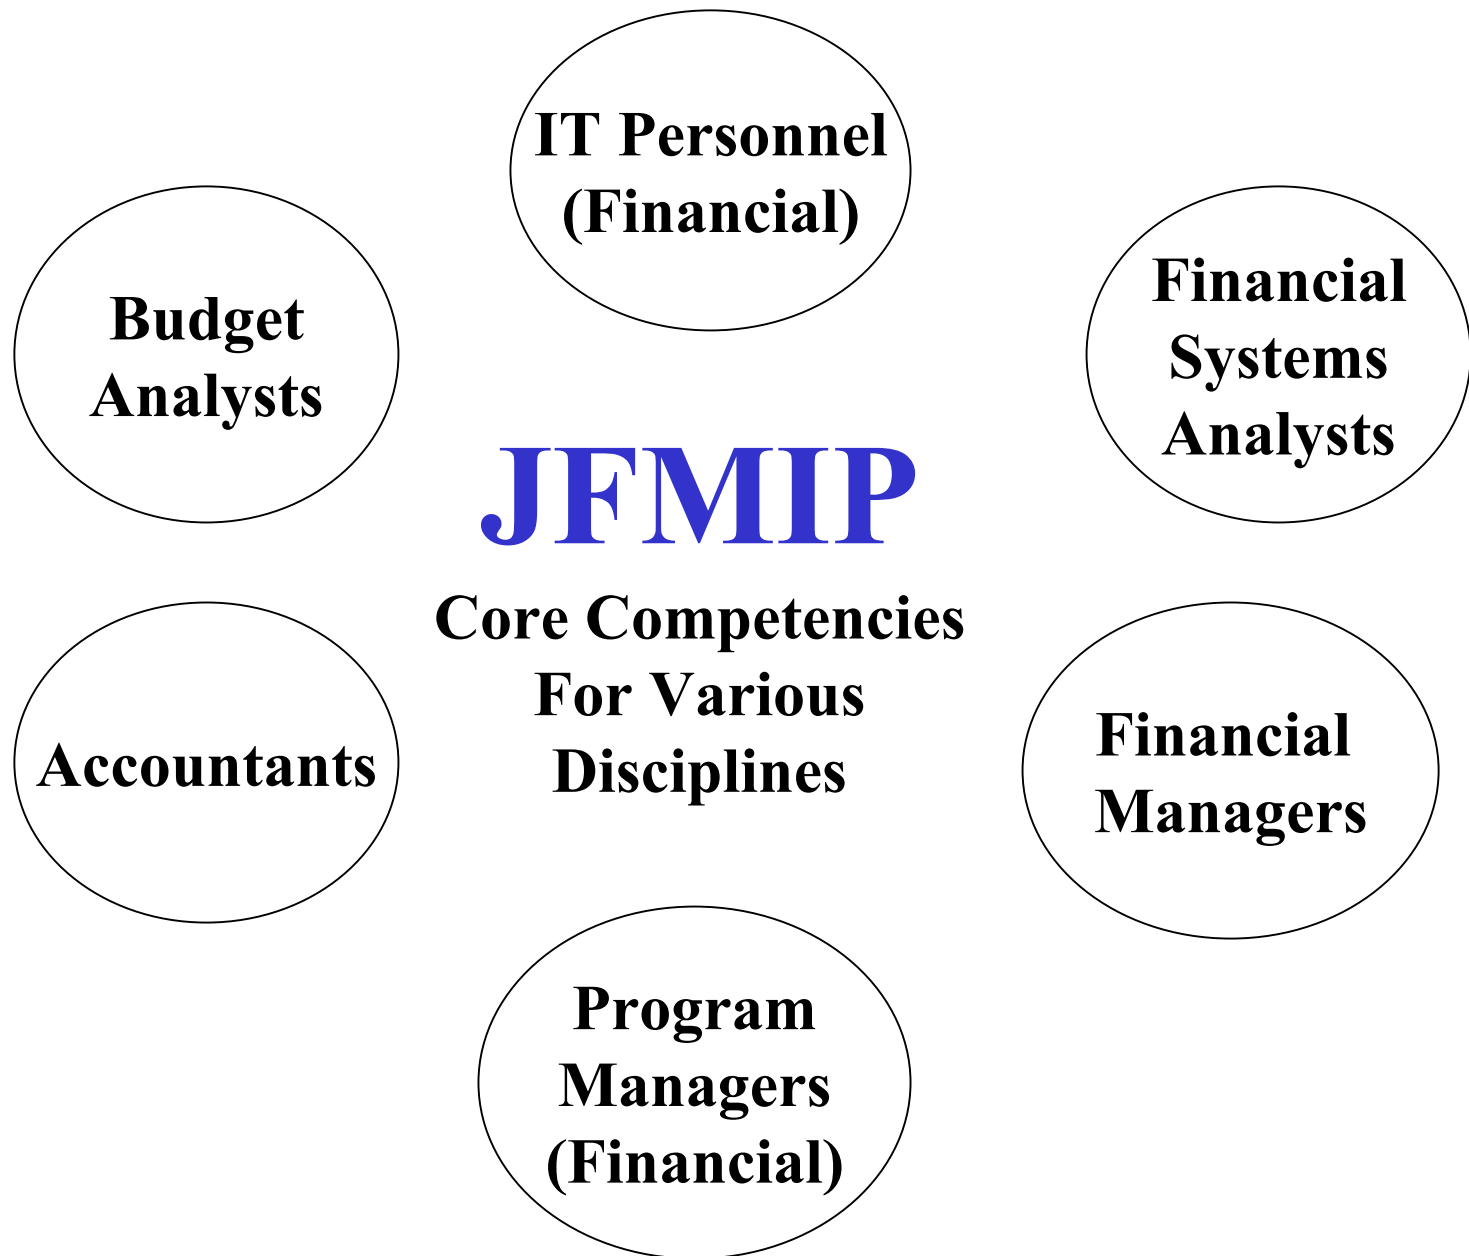 IT Personnel
(Financial)
Budget
Analysts
Financial
Systems
Analysts
JFMIP
Core Competencies
For Various
Disciplines
Accountants
Financial
Managers
Program
Managers
(Financial)